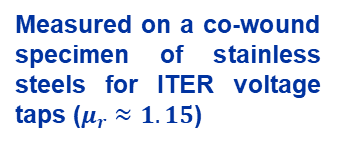 Measured on a co-wound
specimen of stainless
steels for ITER voltage
taps (𝝁𝒓 ≈ 𝟏. 𝟏𝟓)